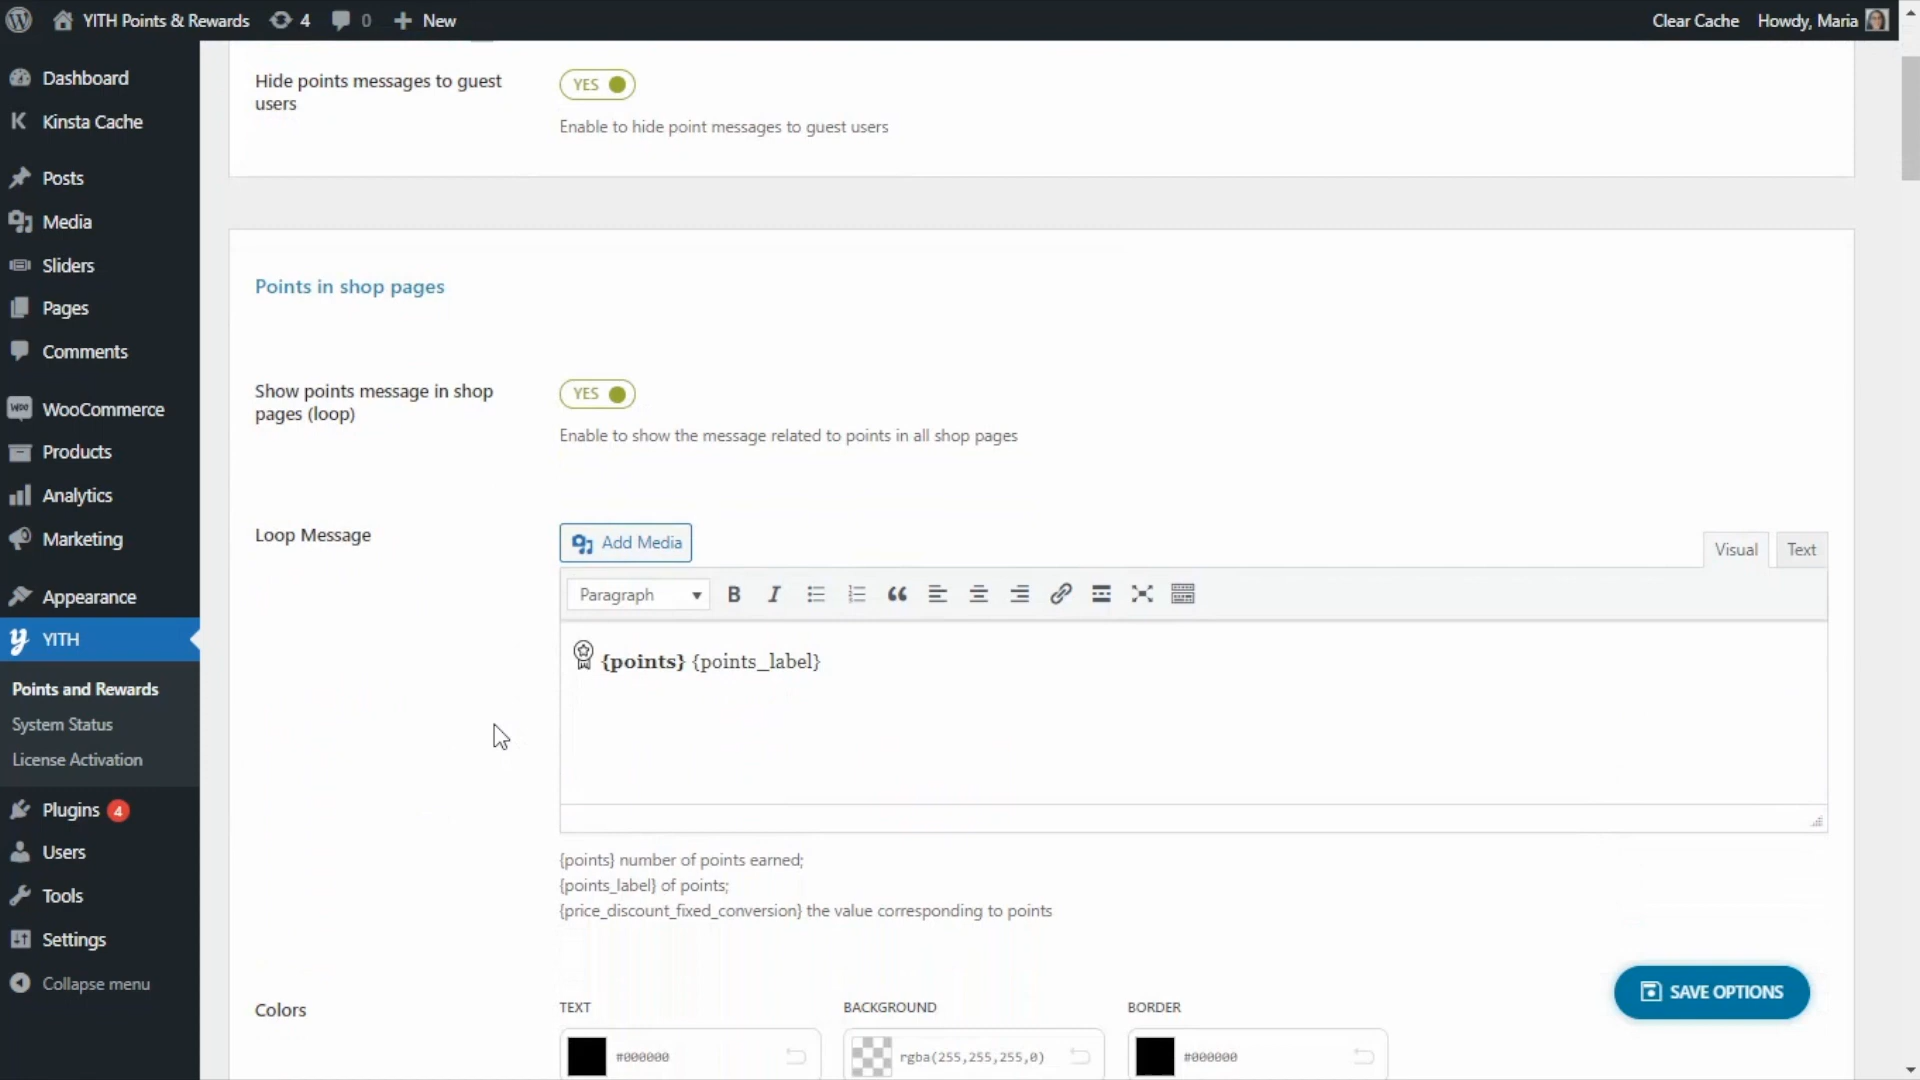 YITH Points & Rewards 4 0 New Clear Cache Howdy, Maria
Dashboard
Kinsta Cache
Posts
Media
Sliders
Pages
Comments
WooCommerce
Products
Analytics
Marketing
Appearance
YITH
Points and Rewards
System Status
License Activation
Plugins 4
Users
Tools
Settings
Collapse menu
Hide points messages to guest
users
YES
Enable to hide point messages to guest users
Points in shop pages
Show points message in shop
pages (loop)
YES
Enable to show the message related to points in all shop pages
Loop Message
Add Media
Visual Text
Paragraph
{points} {points_label}
{points} number of points earned;
{points_label} of points;
{price_discount_fixed_conversion} the value corresponding to points
SAVE OPTIONS
Colors
TEXT BACKGROUND BORDER
#000000 rgba(255,255,255,0) #000000